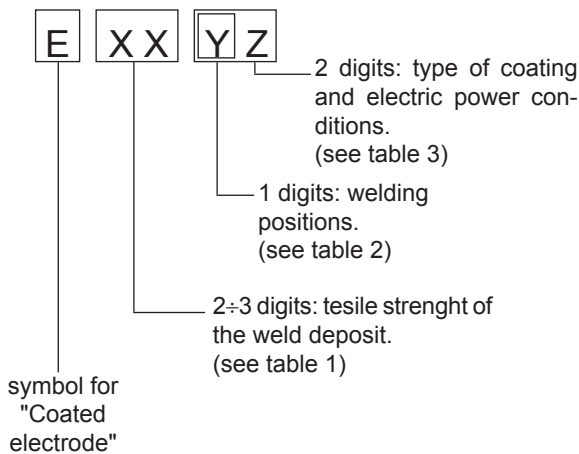 E XX YZ
2 digits: type of coating
and electric power con-
ditions.
(see table 3)
1 digits: welding
positions.
(see table 2)
2÷3 digits: tesile strenght of
the weld deposit.
(see table 1)
symbol for
"Coated
electrode"